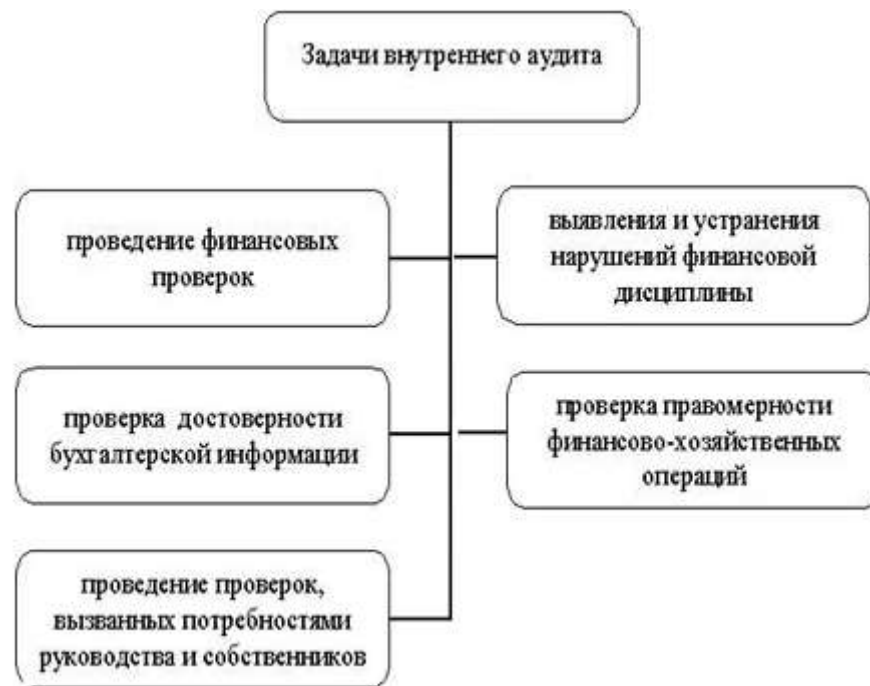 Задачи внутреннего аудита
проведение финансовых
проверок
выявления и устранения
нарушений финансовой
дисциплины
проверка достоверности
бухгалтерской информации
проверка правомерности
финансово-хозяйственных
операций
проведение проверок,
вызванных потребностями
руководства и собственников